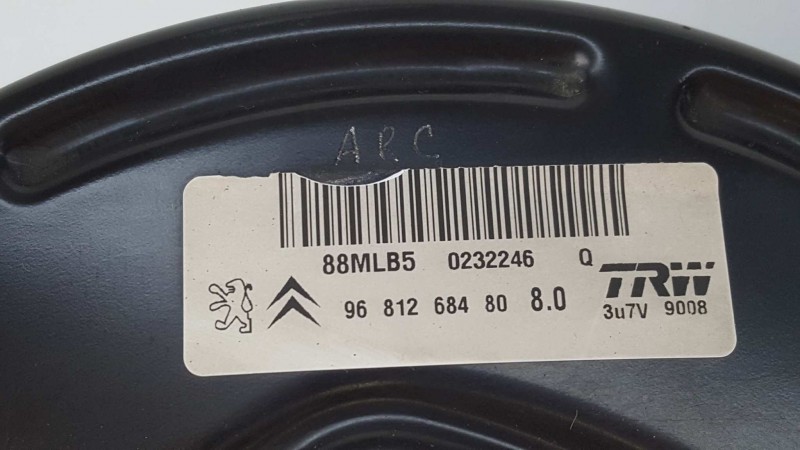 ARC
88MLB5 0232246 Q
TRW
96 812 684 80 8.0
3u7V 9008